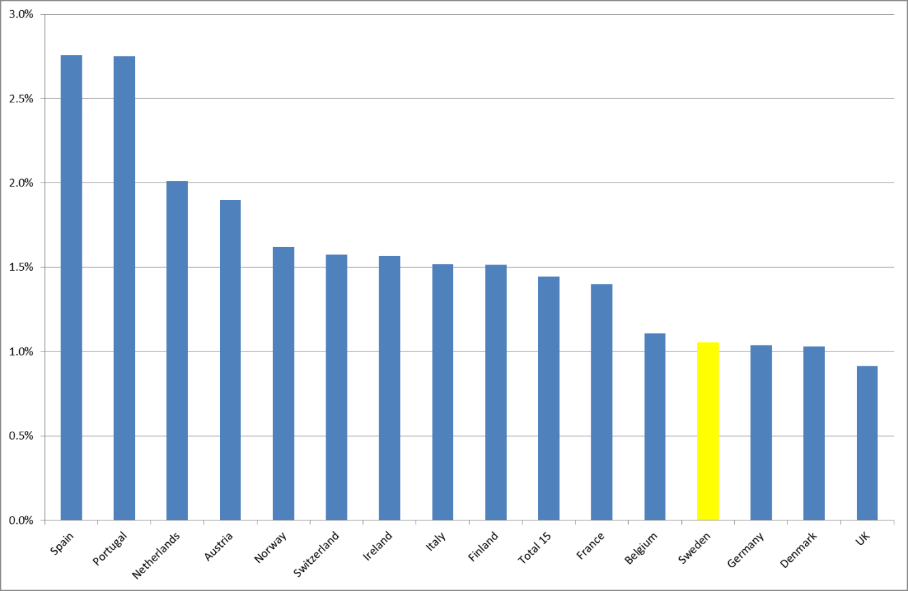 3.0%
2.5%
2.0%
1.5%
1.0%
0.5%
0.0%
Spain
Portugal
Netherlands
Austria
Norway
Switzerland
Ireland
Italy
Finland
Total 15
France
Belgium
Sweden
Germany
Denmark
UK